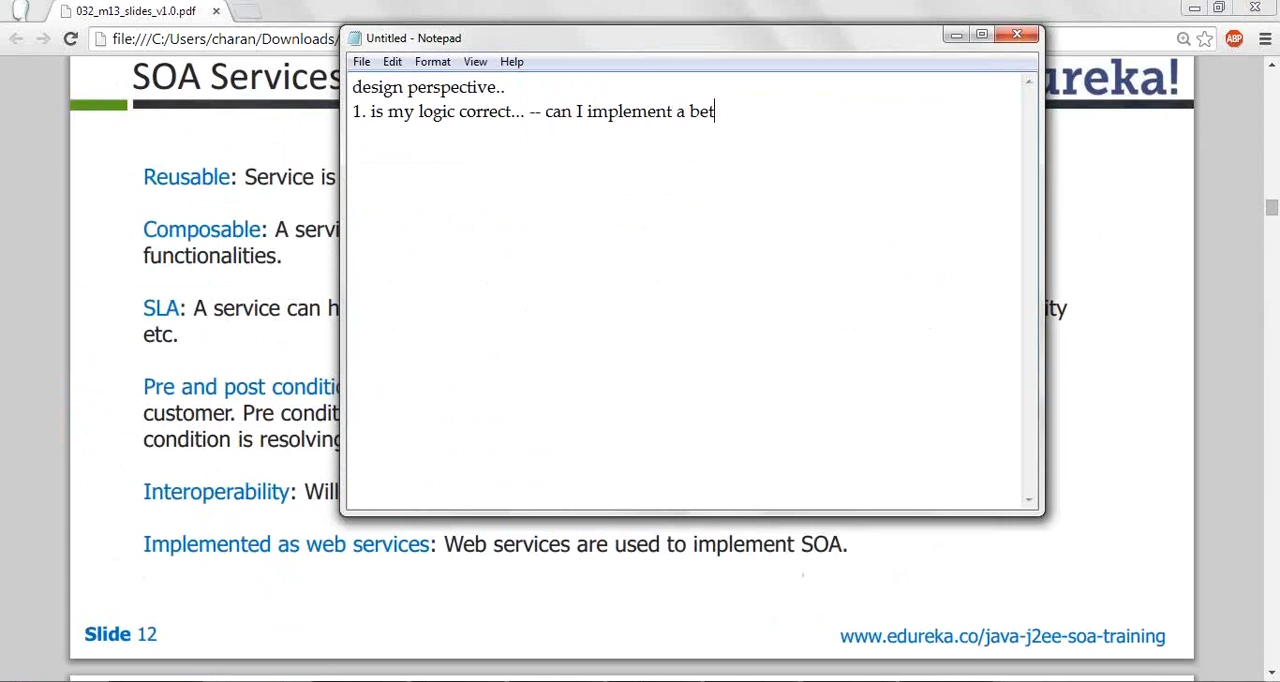 032_m13_slides_v1.0.pdf
file:///C:/Users/charan/Downloads/
ABP
Untitled - Notepad
File Edit Format View Help
design perspective..
1. is my logic correct... -- can I implement a bet
SOA Services
ureka!
Reusable: Service is
Composable: A servi
functionalities.
SLA: A service can h
ity
etc.
Pre and post conditi
customer. Pre condit
condition is resolving
Interoperability: Will
Implemented as web services: Web services are used to implement SOA.
Slide 12
www.edureka.co/java-j2ee-soa-training